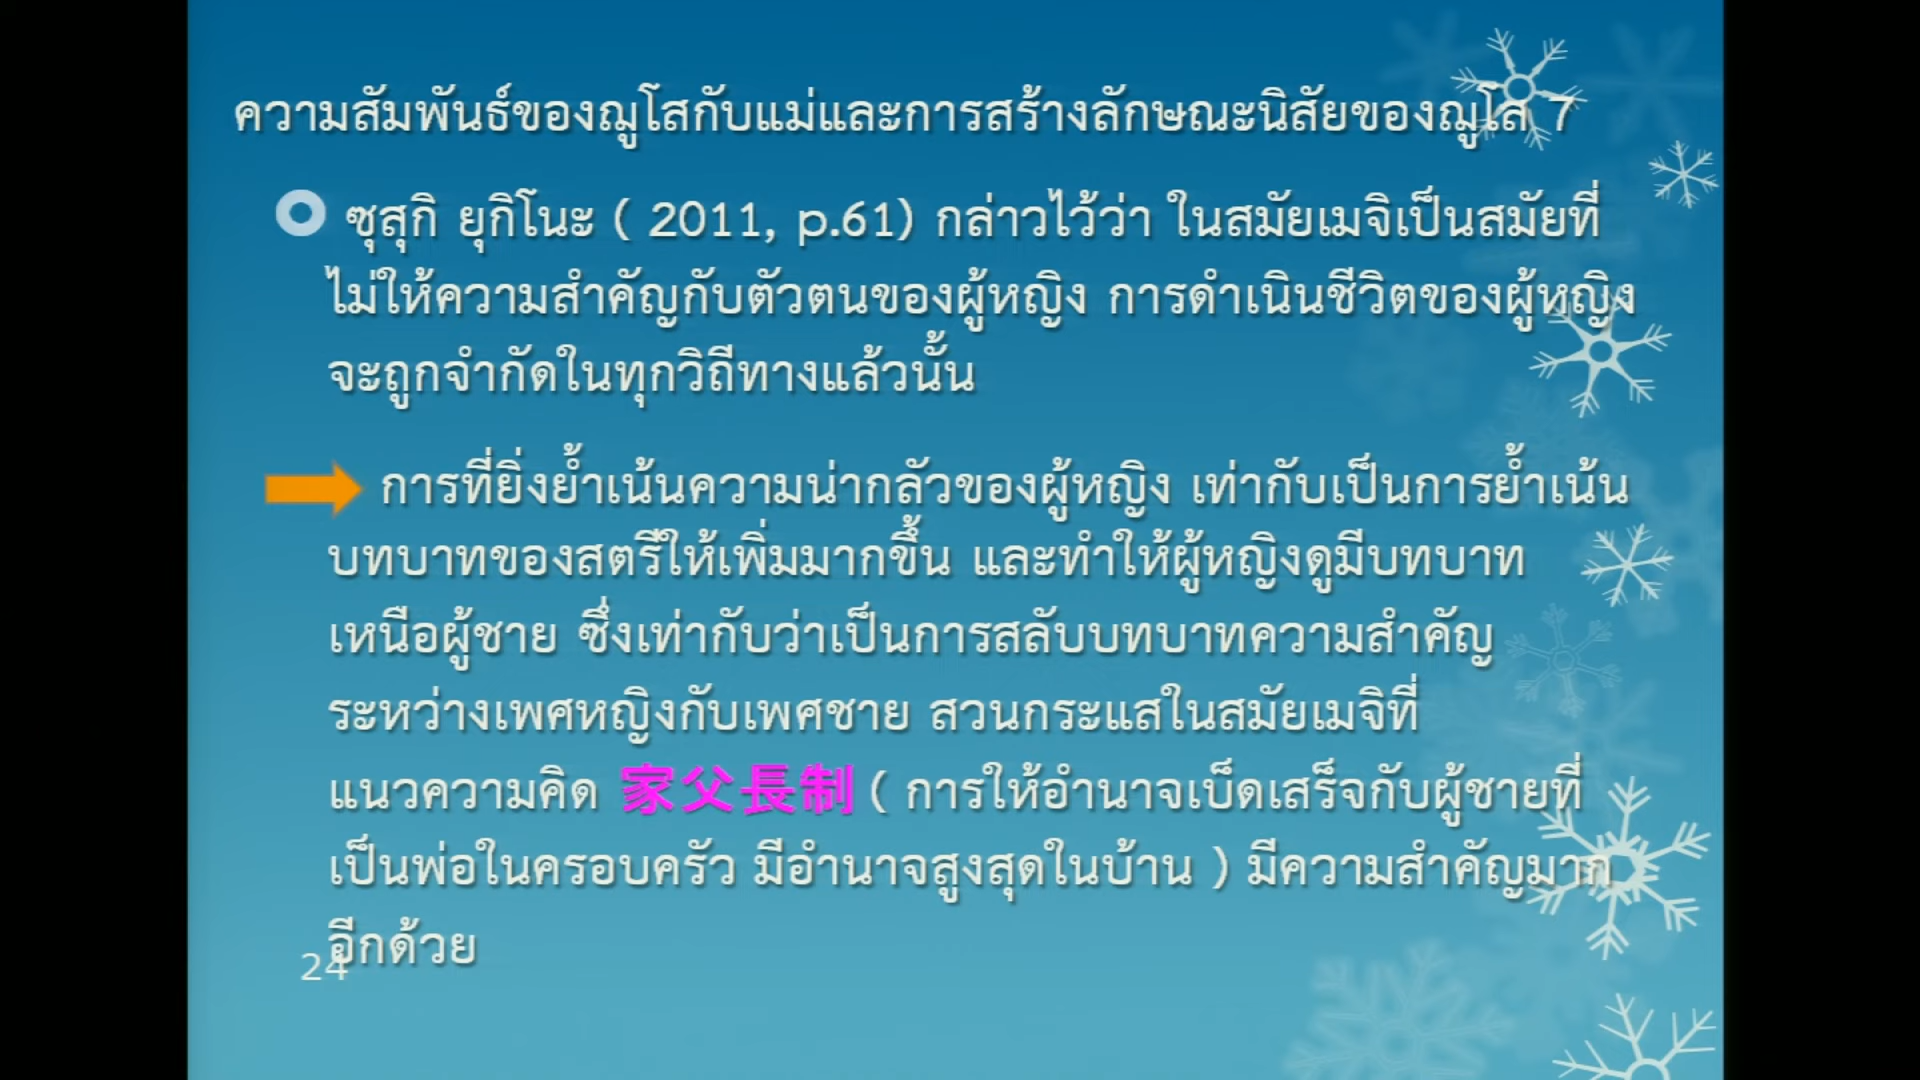 ความสัมพันธ์ของฌูโสกับแม่และการสร้างลักษณะนิสัยของฌูโส 7
ซุสุกิ ยุกิโนะ ( 2011, p.61) กล่าวไว้ว่า ในสมัยเมจิเป็นสมัยที่
ไม่ให้ความสำคัญกับตัวตนของผู้หญิง การดำเนินชีวิตของผู้หญิง
จะถูกจำกัดในทุกวิถีทางแล้วนั้น
การที่ยิ่งย้ำเน้นความน่ากลัวของผู้หญิง เท่ากับเป็นการย้ำเน้น
บทบาทของสตรีให้เพิ่มมากขึ้น และทำให้ผู้หญิงดูมีบทบาท
เหนือผู้ชาย ซึ่งเท่ากับว่าเป็นการสลับบทบาทความสำคัญ
ระหว่างเพศหญิงกับเพศชาย สวนกระแสในสมัยเมจิที่
แนวความคิด 家父長制 ( การให้อำนาจเบ็ดเสร็จกับผู้ชายที่
เป็นพ่อในครอบครัว มีอำนาจสูงสุดในบ้าน ) มีความสำคัญมาก
อีกด้วย
24